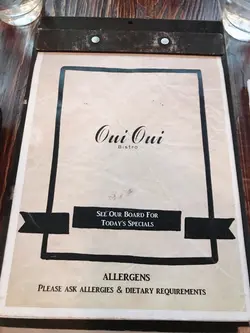 Oui Oui
Bistro
See Our Board For
Today's Specials
ALLERGENS
Please ask allergies & dietary requirements